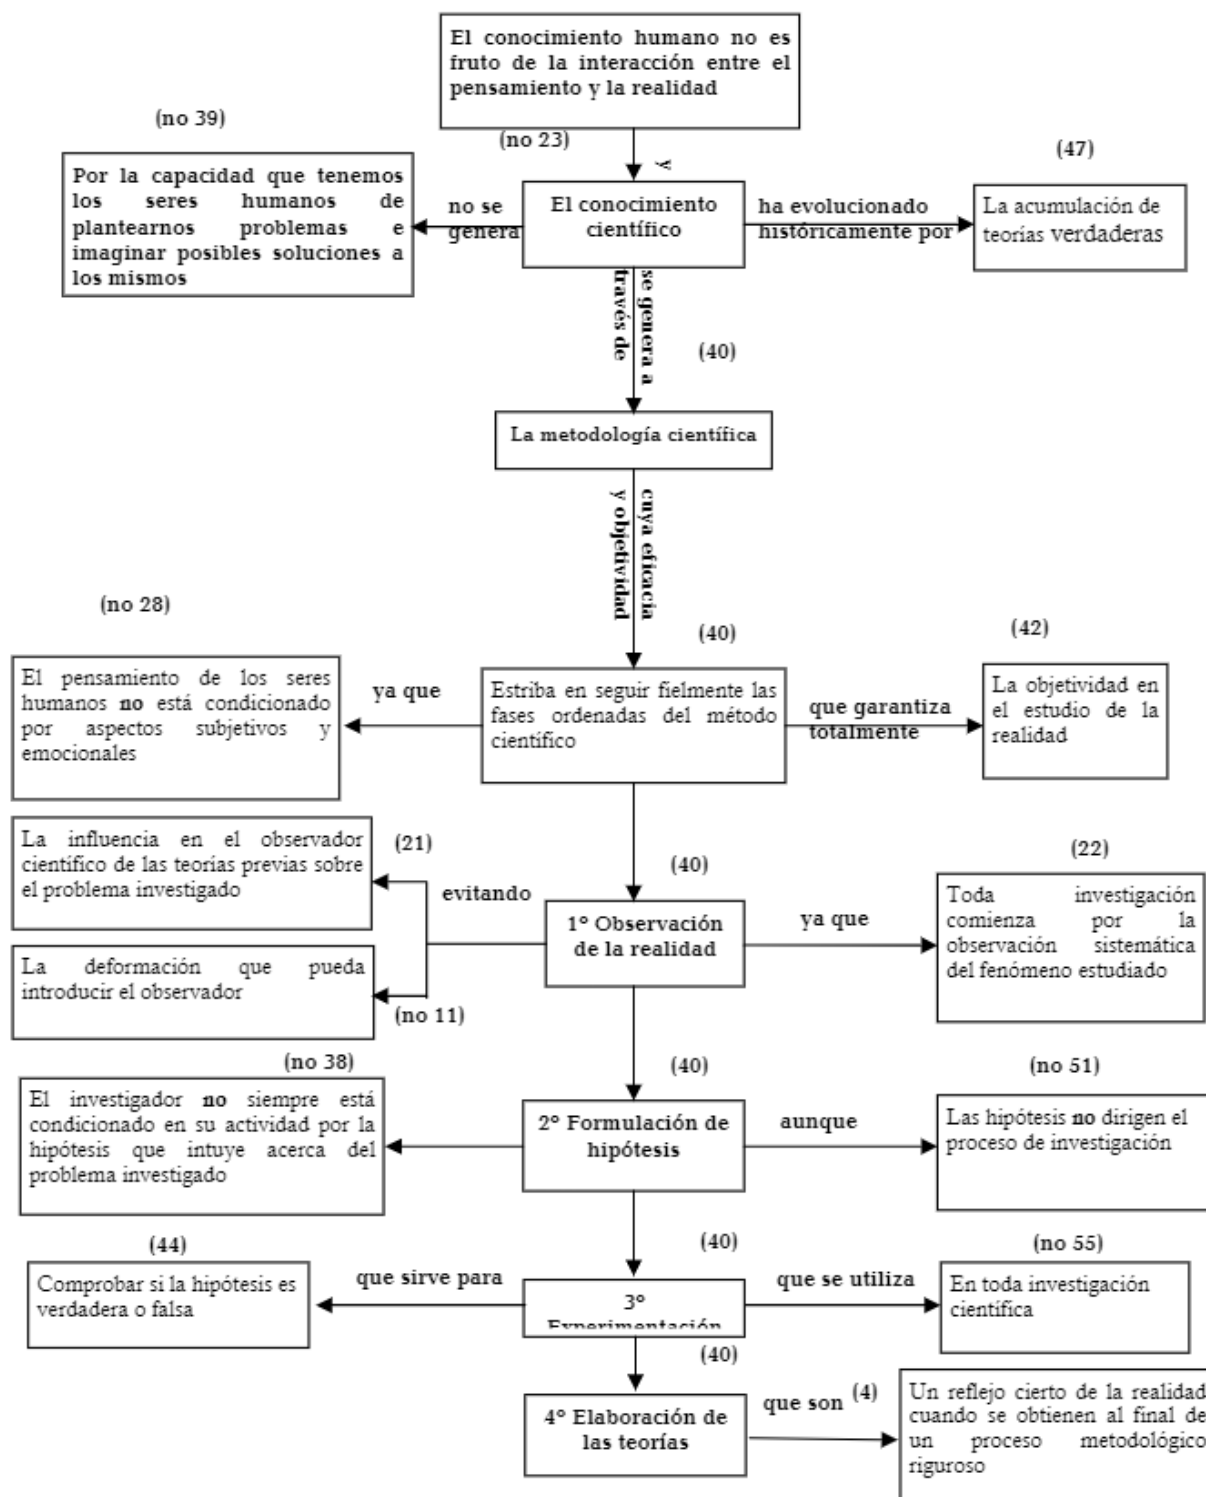 El conocimiento humano no es
fruto de la interacción entre el
pensamiento y la realidad
(no 39)
(no 23)
y
(47)
Por la capacidad que tenemos
los seres humanos de
plantearnos problemas e
imaginar posibles soluciones a
los mismos
no se
genera
El conocimiento
científico
ha evolucionado
históricamente por
La acumulación de
teorías verdaderas
se genera a
través de
(40)
La metodología científica
cuya eficacia
y objetividad
(no 28)
(40)
(42)
El pensamiento de los seres
humanos no está condicionado
por aspectos subjetivos y
emocionales
ya que
Estriba en seguir fielmente las
fases ordenadas del método
científico
que garantiza
totalmente
La objetividad en
el estudio de la
realidad
La influencia en el observador
científico de las teorías previas sobre
el problema investigado
(21)
(40)
(22)
evitando
1º Observación
de la realidad
ya que
Toda investigación
comienza por la
observación sistemática
del fenómeno estudiado
La deformación que pueda
introducir el observador
(no 11)
(no 38)
(40)
(no 51)
El investigador no siempre está
condicionado en su actividad por la
hipótesis que intuye acerca del
problema investigado
2º Formulación de
hipótesis
aunque
Las hipótesis no dirigen el
proceso de investigación
(44)
(40)
(no 55)
Comprobar si la hipótesis es
verdadera o falsa
que sirve para
3º
Experimentación
que se utiliza
En toda investigación
científica
(40)
4º Elaboración de
las teorías
que son
(4)
Un reflejo cierto de la realidad
cuando se obtienen al final de
un proceso metodológico
riguroso